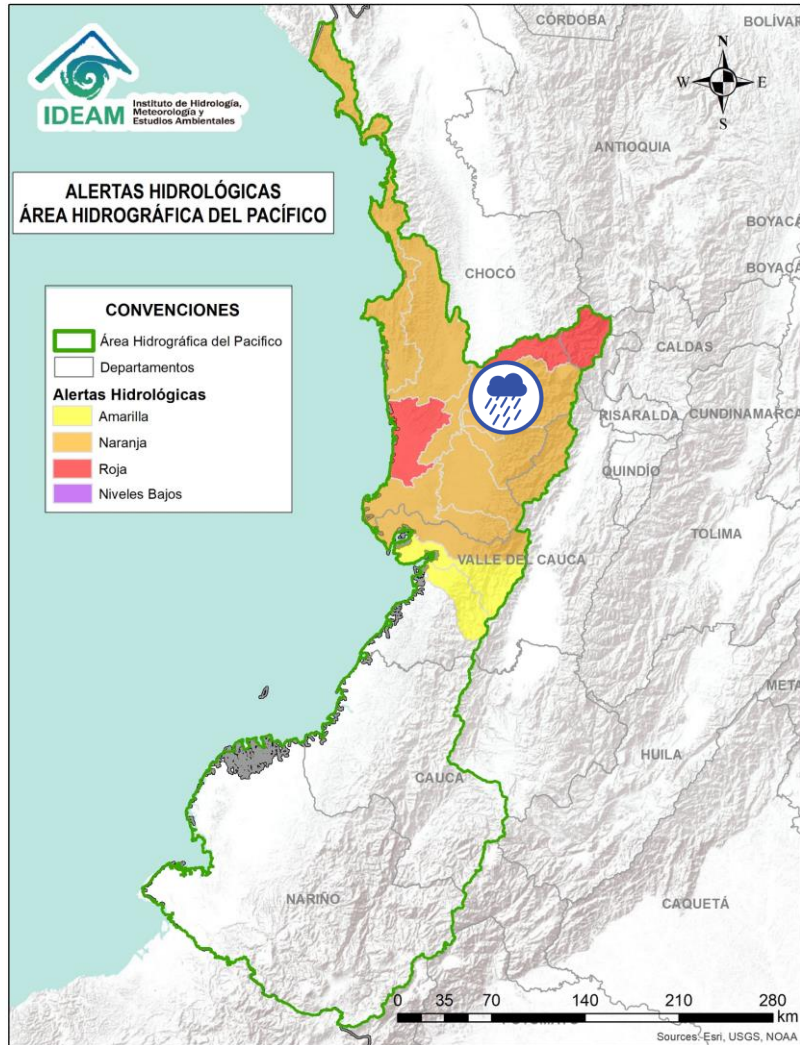 IDEAM
Instituto de Hidrología,
Meteorología y
Estudios Ambientales
ALERTAS HIDROLÓGICAS
ÁREA HIDROGRÁFICA DEL PACÍFICO
CONVENCIONES
Área Hidrográfica del Pacifico
Departamentos
Alertas Hidrológicas
Amarilla
Naranja
Roja
Niveles Bajos
N
W
E
S
CÓRDOBA
BOLÍVAR
ANTIOQUIA
BOYACÁ
BOYACÁ
CHOCÓ
CALDAS
RISARALDA
CUNDINAMARCA
QUINDÍO
TOLIMA
VALLE DEL CAUCA
META
HUILA
CAUCA
NARIÑO
CAQUETÁ
0 35 70 140 210 280
km
Sources: Esri, USGS, NOAA